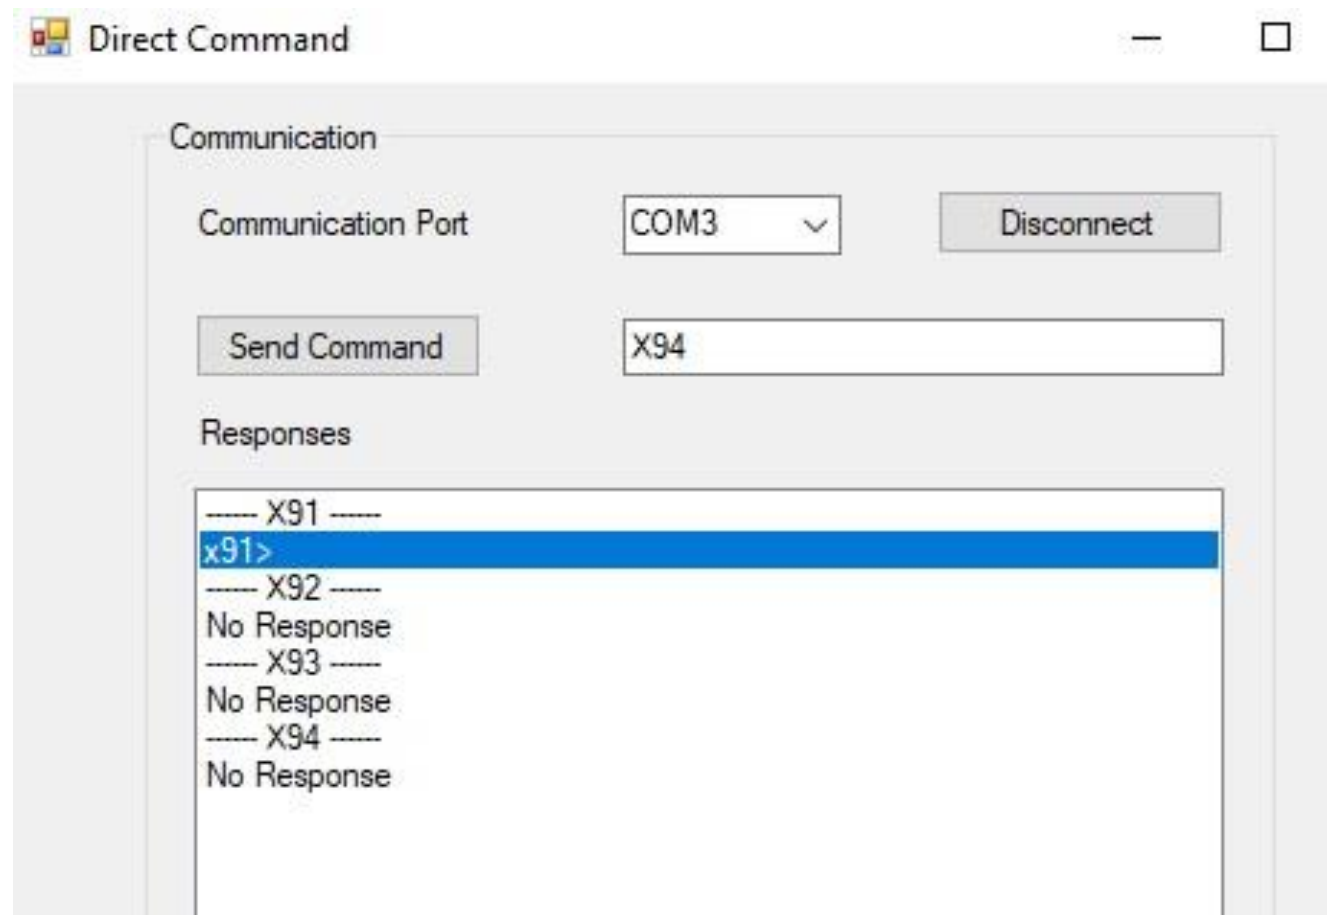 Direct Command
Communication
Communication Port COM3 Disconnect
Send Command X94
Responses
------ X91 ------
x91>
------ X92 ------
No Response
------ X93 ------
No Response
------ X94 ------
No Response